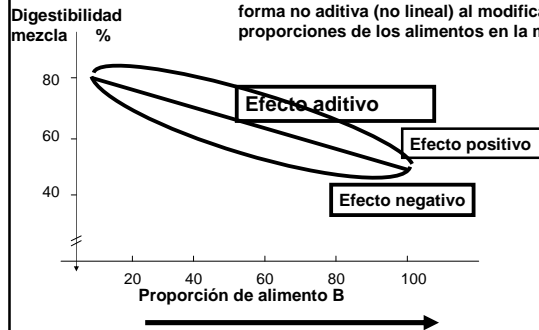 Digestibilidad
mezcla %
forma no aditiva (no lineal) al
proporciones de los alimentos en la
80
60
40
Efecto aditivo
Efecto positivo
Efecto negativo
20 40 60 80 100
Proporción de alimento B